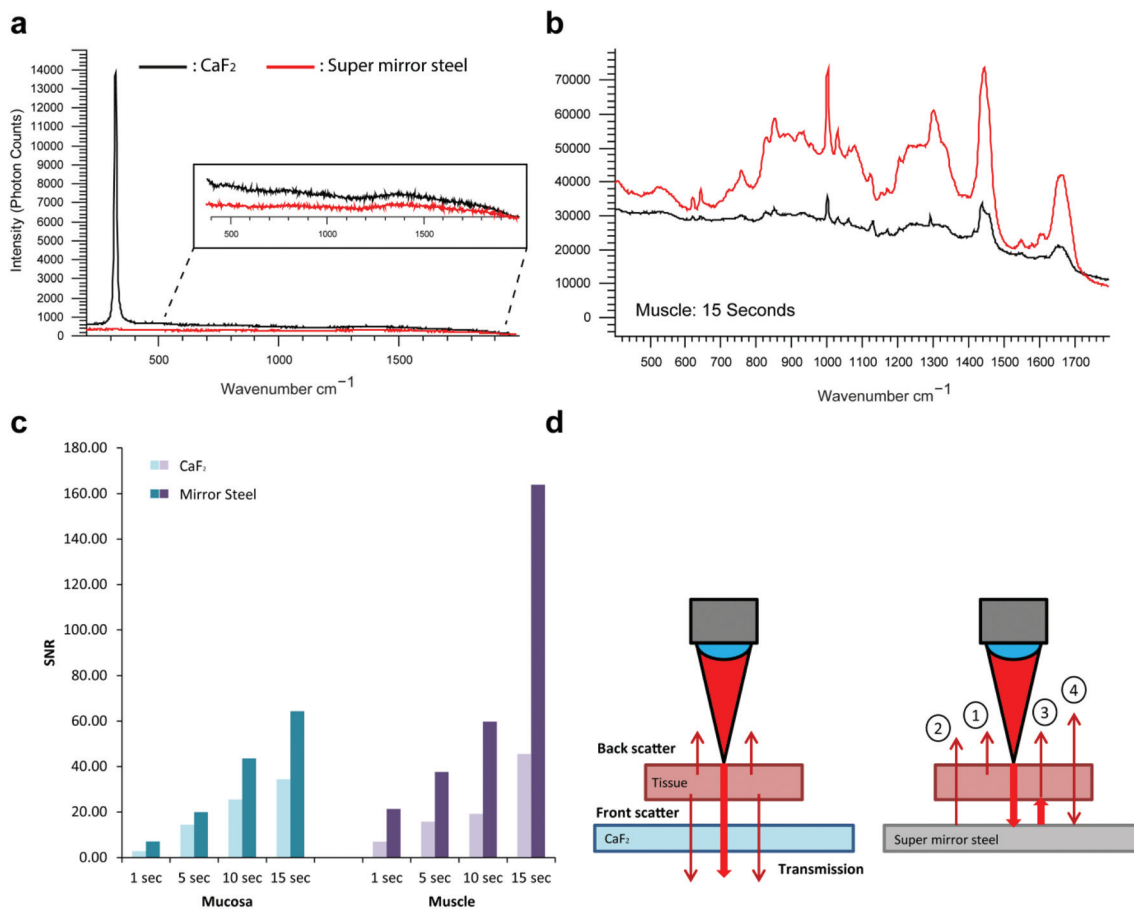 a
: CaF₂
: Super mirror steel
14000
13000
12000
11000
10000
9000
8000
7000
6000
5000
4000
3000
2000
1000
0
Intensity (Photon Counts)
500
1000
1500
500
1000
1500
Wavenumber cm⁻¹
b
70000
60000
50000
40000
30000
20000
10000
0
Muscle: 15 Seconds
500 600 700 800 900 1000 1100 1200 1300 1400 1500 1600 1700
Wavenumber cm⁻¹
c
180.00
160.00
140.00
120.00
100.00
80.00
60.00
40.00
20.00
0.00
SNR
CaF₂
Mirror Steel
1 sec 5 sec 10 sec 15 sec
1 sec 5 sec 10 sec 15 sec
Mucosa
Muscle
d
Back scatter
Tissue
Front scatter
CaF₂
Transmission
2
1
3
4
Super mirror steel